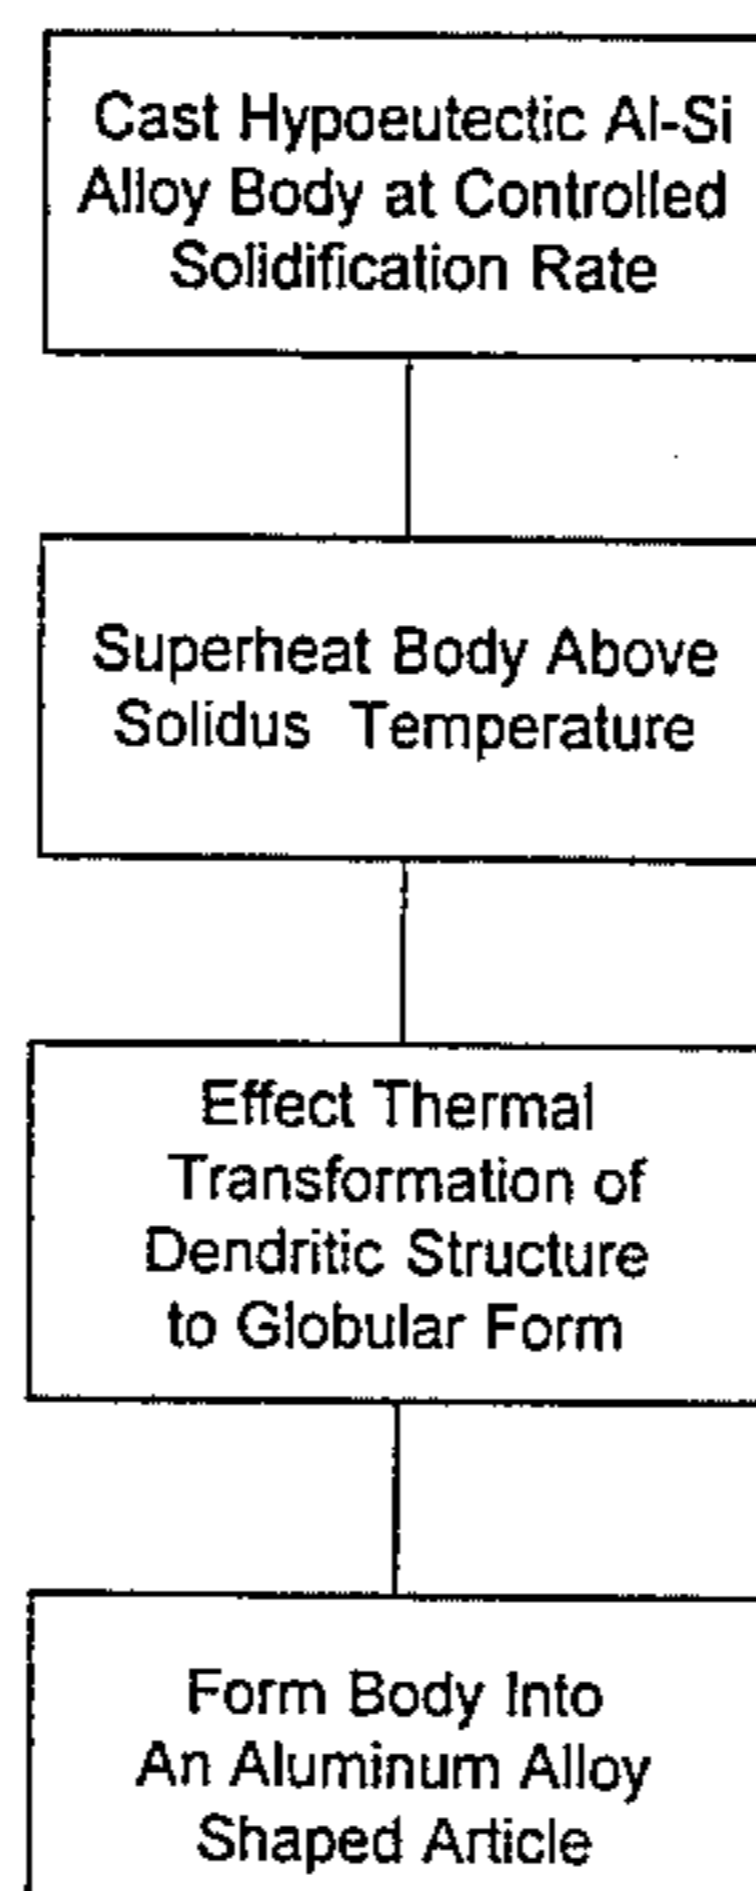 Cast Hypoeutectic Al-Si
Alloy Body at Controlled
Solidification Rate
Superheat Body Above
Solidus Temperature
Effect Thermal
Transformation of
Dendritic Structure
to Globular Form
Form Body Into
An Aluminum Alloy
Shaped Article